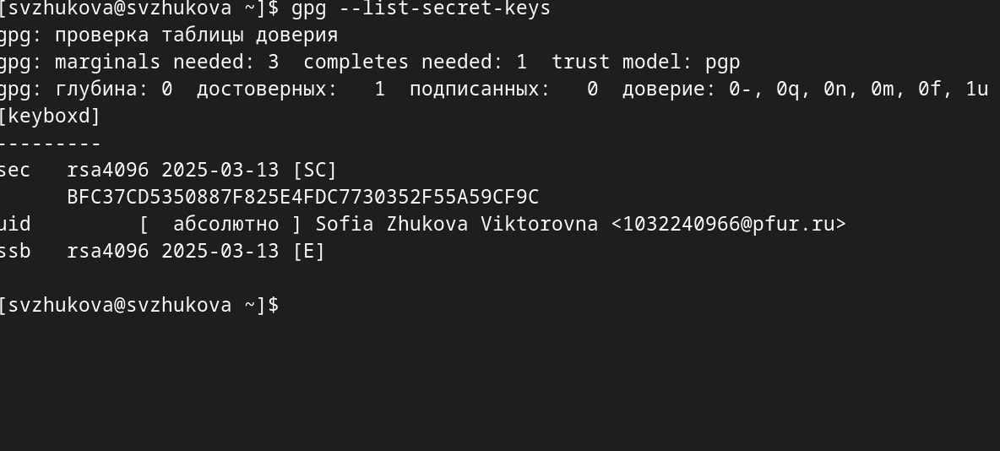 [svzhukova@svzhukova ~]$ gpg --list-secret-keys
gpg: проверка таблицы доверия
gpg: marginals needed: 3  completes needed: 1  trust model: pgp
gpg: глубина: 0  достоверных:   1  подписанных:   0  доверие: 0-, 0q, 0n, 0m, 0f, 1u
[keyboxd]
---------
sec   rsa4096 2025-03-13 [SC]
      BFC37CD5350887F825E4FDC7730352F55A59CF9C
uid         [  абсолютно ] Sofia Zhukova Viktorovna <1032240966@pfur.ru>
ssb   rsa4096 2025-03-13 [E]
[svzhukova@svzhukova ~]$